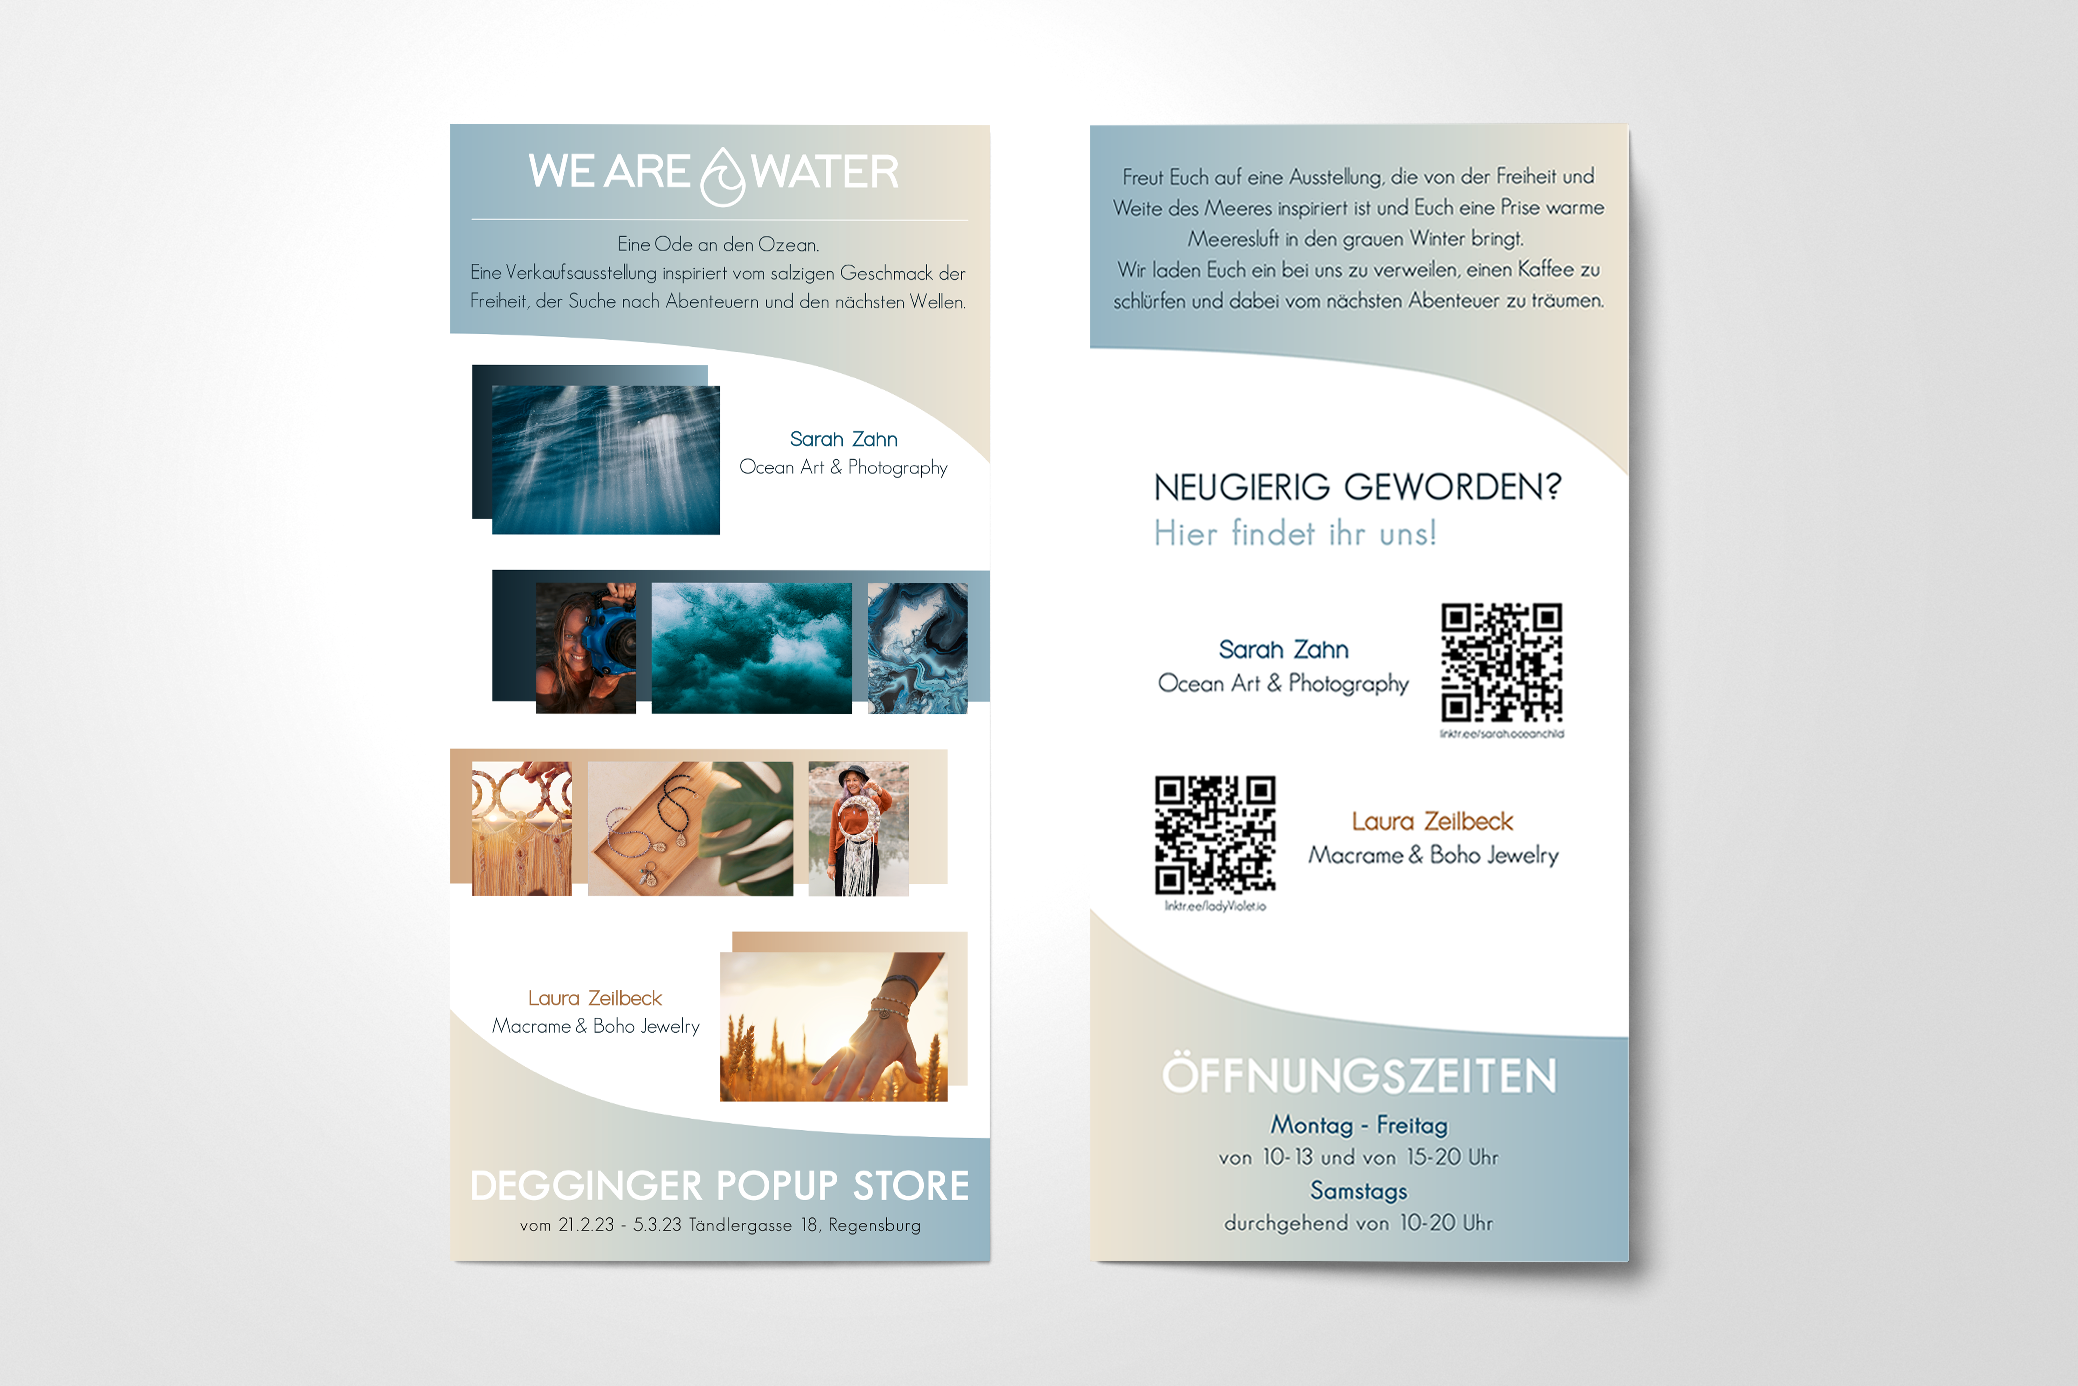 WE ARE WATER
Eine Ode an den Ozean.
Eine Verkaufsausstellung inspiriert vom salzigen Geschmack der
Freiheit, der Suche nach Abenteuern und den nächsten Wellen.
Sarah Zahn
Ocean Art & Photography
Laura Zeilbeck
Macrame & Boho Jewelry
DEGGINGER POPUP STORE
vom 21.2.23 - 5.3.23 Tändlergasse 18, Regensburg
Freut Euch auf eine Ausstellung, die von der Freiheit und
Weite des Meeres inspiriert ist und Euch eine Prise warme
Meeresluft in den grauen Winter bringt.
Wir laden Euch ein bei uns zu verweilen, einen Kaffee zu
schlürfen und dabei vom nächsten Abenteuer zu träumen.
NEUGIERIG GEWORDEN?
Hier findet ihr uns!
Sarah Zahn
Ocean Art & Photography
linktr.ee/sarah.oceanchild
Laura Zeilbeck
Macrame & Boho Jewelry
linktr.ee/ladyViolet.io
ÖFFNUNGSZEITEN
Montag - Freitag
von 10-13 und von 15-20 Uhr
Samstags
durchgehend von 10-20 Uhr